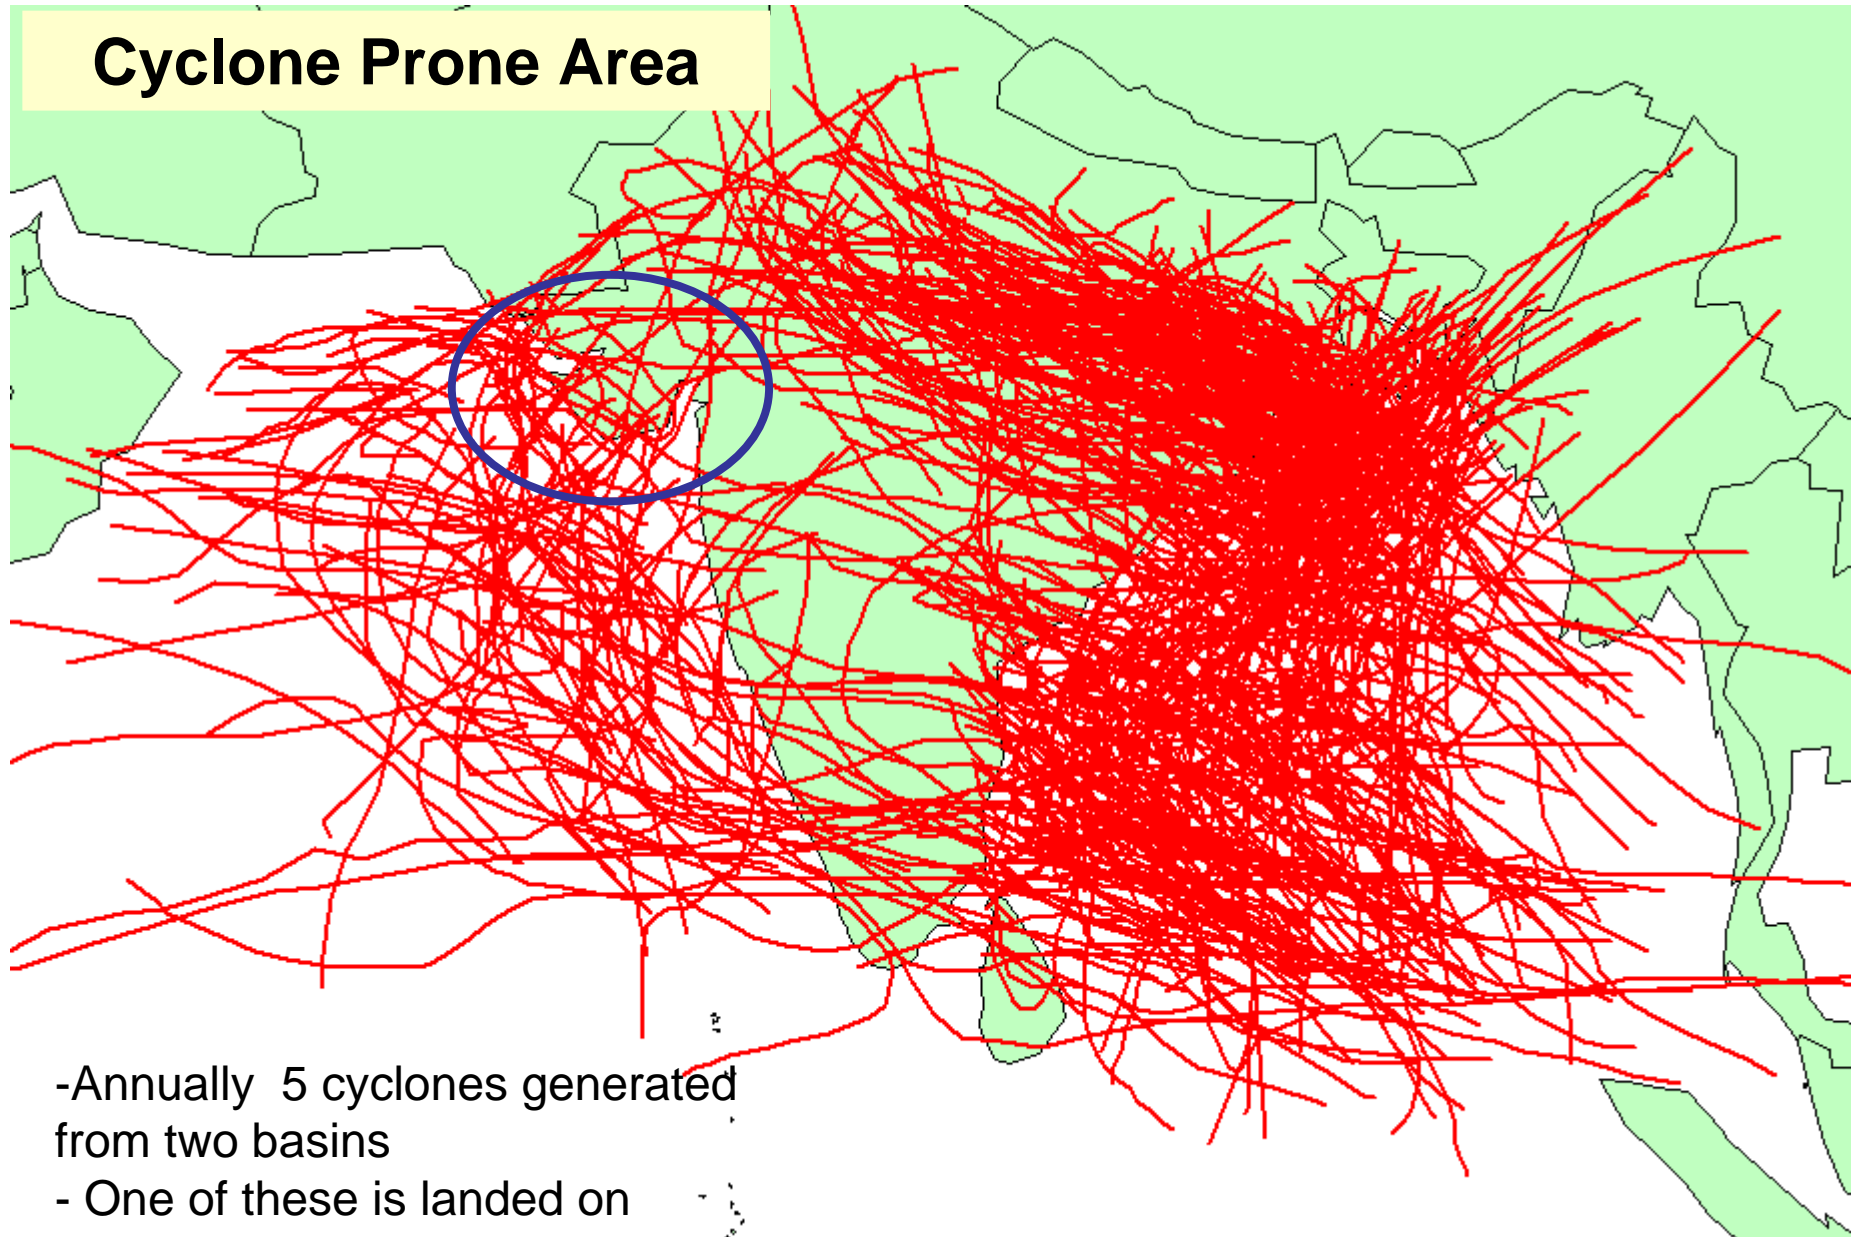 Cyclone Prone Area
-Annually  5 cyclones generated
from two basins
- One of these is landed on